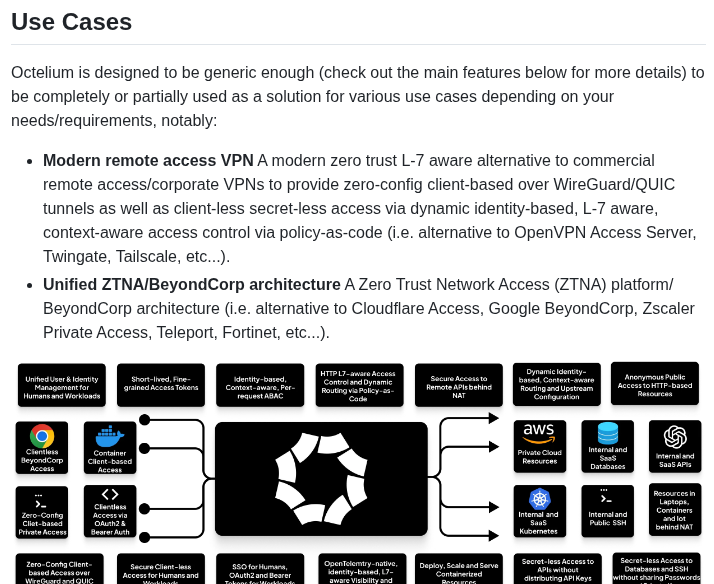 Use Cases
Octelium is designed to be generic enough (check out the main features below for more details) to
be completely or partially used as a solution for various use cases depending on your
needs/requirements, notably:
Modern remote access VPN A modern zero trust L-7 aware alternative to commercial
remote access/corporate VPNs to provide zero-config client-based over WireGuard/QUIC
tunnels as well as client-less secret-less access via dynamic identity-based, L-7 aware,
context-aware access control via policy-as-code (i.e. alternative to OpenVPN Access Server,
Twingate, Tailscale, etc...).
Unified ZTNA/BeyondCorp architecture A Zero Trust Network Access (ZTNA) platform/
BeyondCorp architecture (i.e. alternative to Cloudflare Access, Google BeyondCorp, Zscaler
Private Access, Teleport, Fortinet, etc...).
Unified User & Identity
Management for
Humans and Workloads
Short-lived, Fine-
grained Access Tokens
Identity-based,
Context-aware, Per-
request ABAC
HTTP L7-aware Access
Control and Dynamic
Routing via Policy-as-
Code
Secure Access to
Remote APIs behind
NAT
Dynamic Identity-
based, Context-aware
Routing and Upstream
Configuration
Anonymous Public
Access to HTTP-based
Resources
Clientless
BeyondCorp
Access
Container
Client-based
Access
aws
Private Cloud
Resources
Internal and
SaaS
Databases
Internal and
SaaS APIs
Zero-Config
Cliet-based
Private Access
Clientless
Access via
OAuth2 &
Bearer Auth
Internal and
SaaS
Kubernetes
Internal and
Public SSH
Resources in
Laptops,
Containers
and Iot
behind NAT
Zero-Config Client-
based Access over
WireGuard and QUIC
Secure Client-less
Access for Humans and
Workloads
SSO for Humans,
OAuth2 and Bearer
Tokens for Workloads
OpenTelemtry-native,
identity-based, L7-
aware Visibility and
Deploy, Scale and Serve
Containerized
Resources
Secret-less Access to
APIs without
distributing API Keys
Secret-less Access to
Databases and SSH
without sharing Passwords